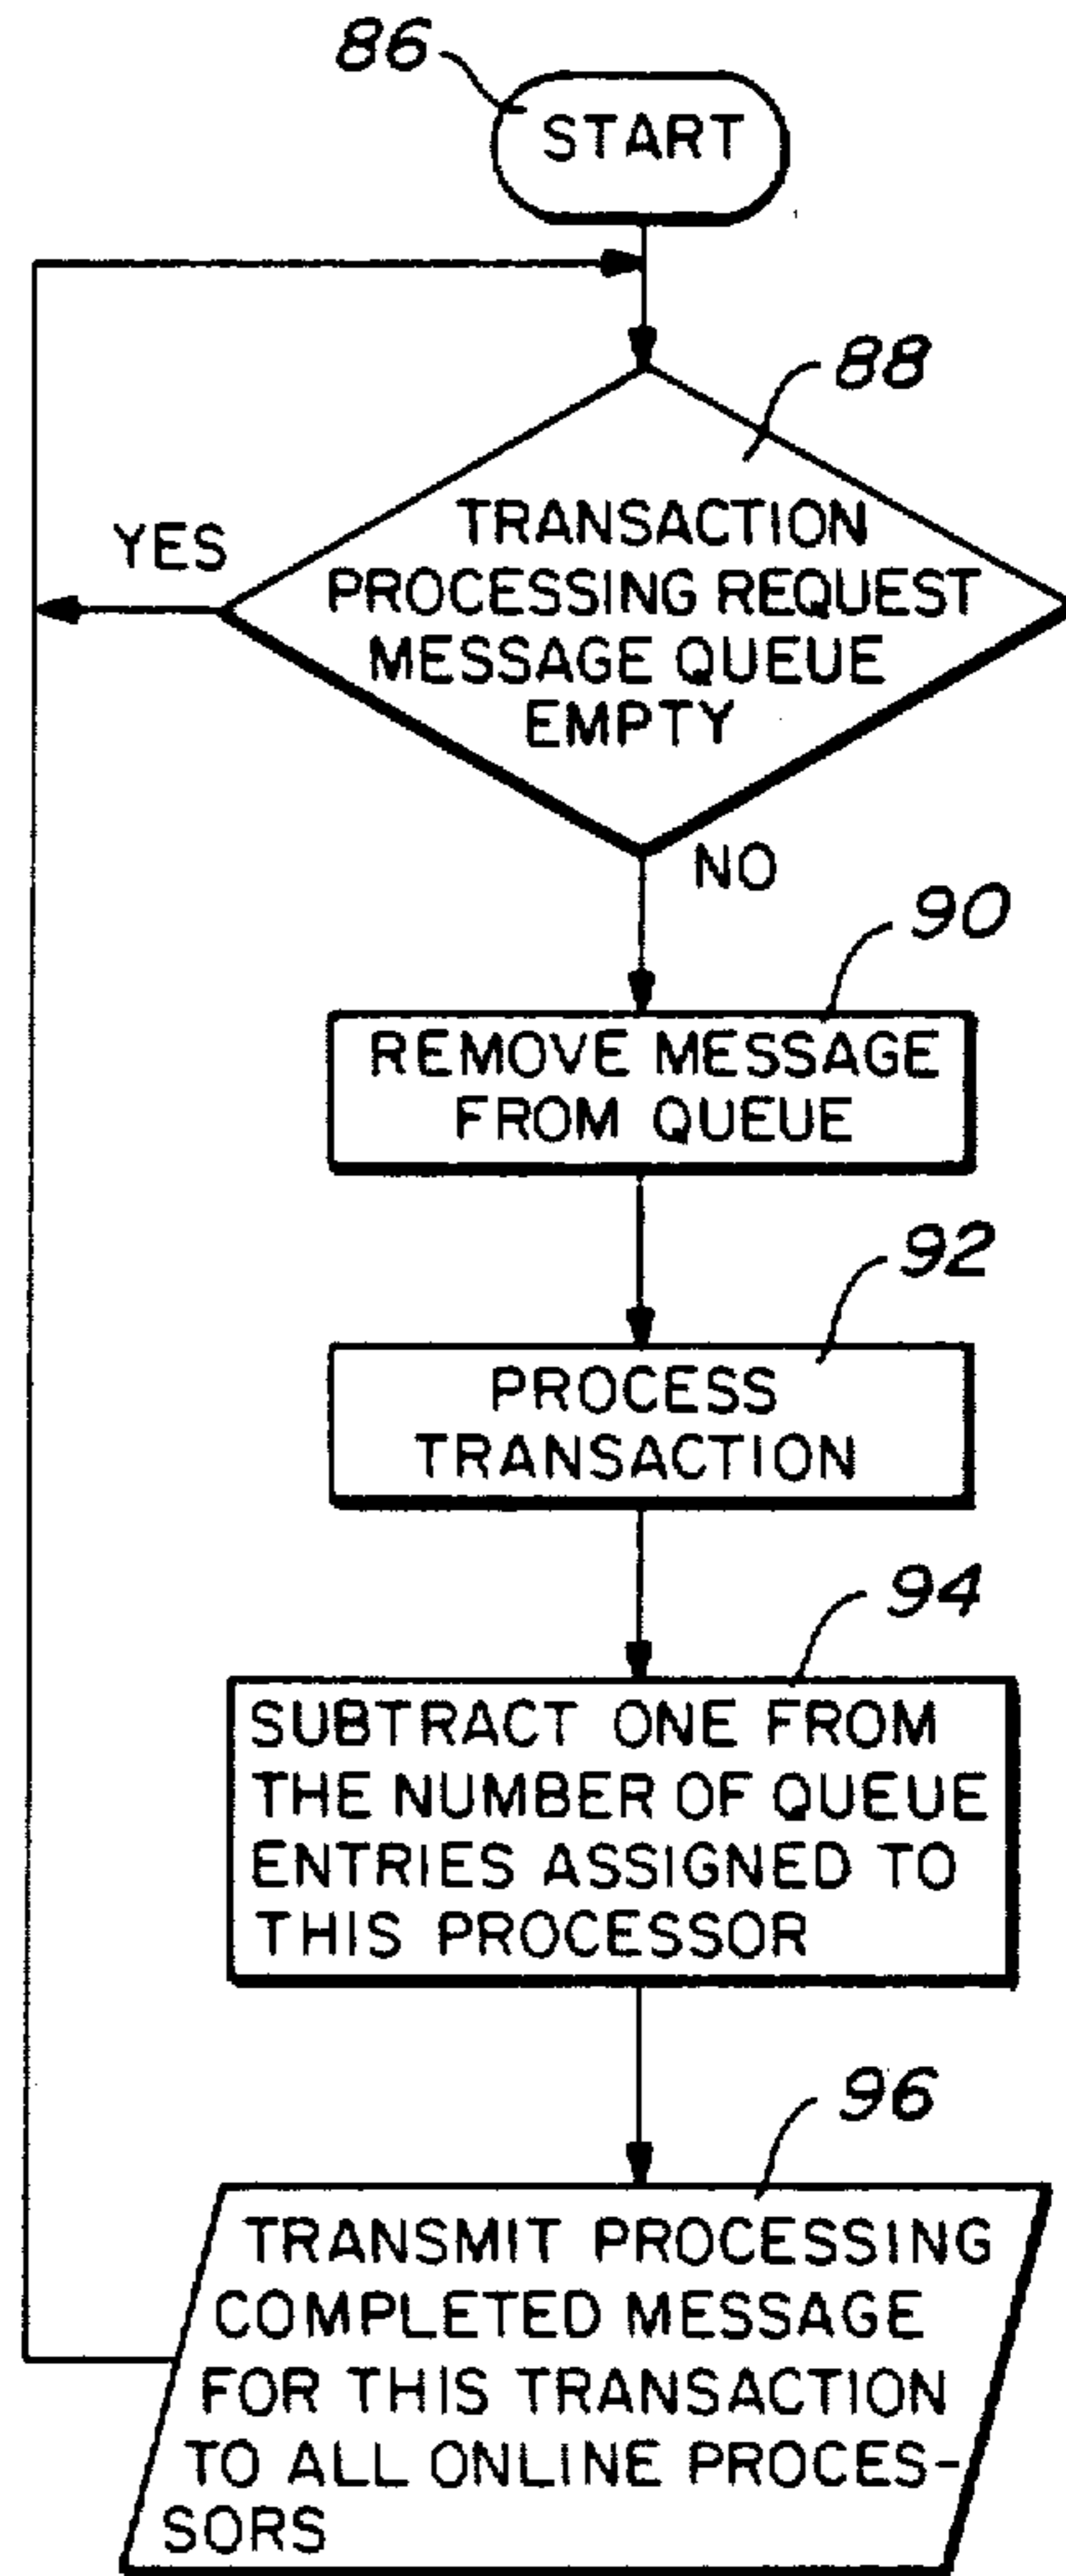 86
START
88
YES
TRANSACTION
PROCESSING REQUEST
MESSAGE QUEUE
EMPTY
NO
90
REMOVE MESSAGE
FROM QUEUE
92
PROCESS
TRANSACTION
94
SUBTRACT ONE FROM
THE NUMBER OF QUEUE
ENTRIES ASSIGNED TO
THIS PROCESSOR
96
TRANSMIT PROCESSING
COMPLETED MESSAGE
FOR THIS TRANSACTION
TO ALL ONLINE PROCES-
SORS